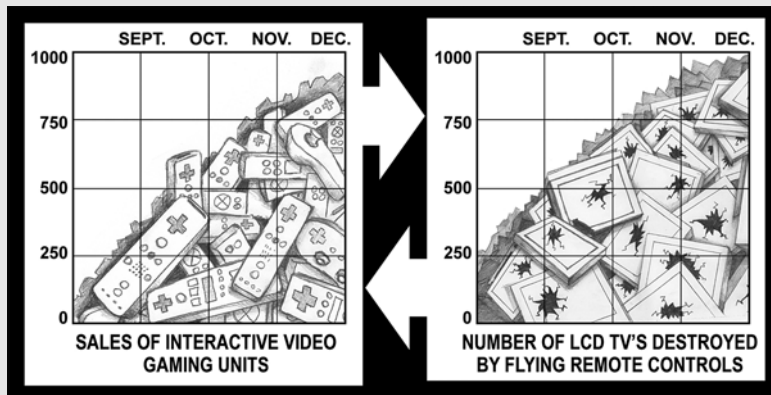 SEPT. OCT. NOV. DEC.
1000
750
500
250
0
SALES OF INTERACTIVE VIDEO
GAMING UNITS
SEPT. OCT. NOV. DEC.
1000
750
500
250
0
NUMBER OF LCD TV'S DESTROYED
BY FLYING REMOTE CONTROLS